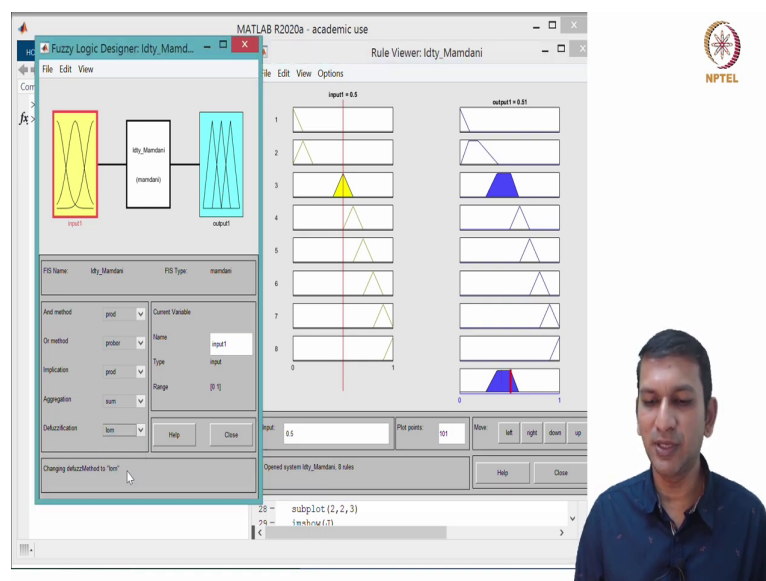 MATLAB R2020a - academic use
HO
Com
fx >
Fuzzy Logic Designer: Idty_Mamd...
File Edit View
Idty_Mamdani
(mamdani)
input1
output1
FIS Name: Idty_Mamdani FIS Type: mamdani
And method prod
Or method probor
Implication prod
Aggregation sum
Defuzzification lom
Current Variable
Name input1
Type input
Range [0 1]
Help Close
Changing defuzzMethod to "lom"
Rule Viewer: Idty_Mamdani
File Edit View Options
input1 = 0.5
output1 = 0.51
1
2
3
4
5
6
7
8
0 1
0 1
Input: 0.5
Plot points: 101
Move: left right down up
Opened system Idty_Mamdani, 8 rules
Help Close
28 - subplot(2,2,3)
29 - imshow(J)
NPTEL